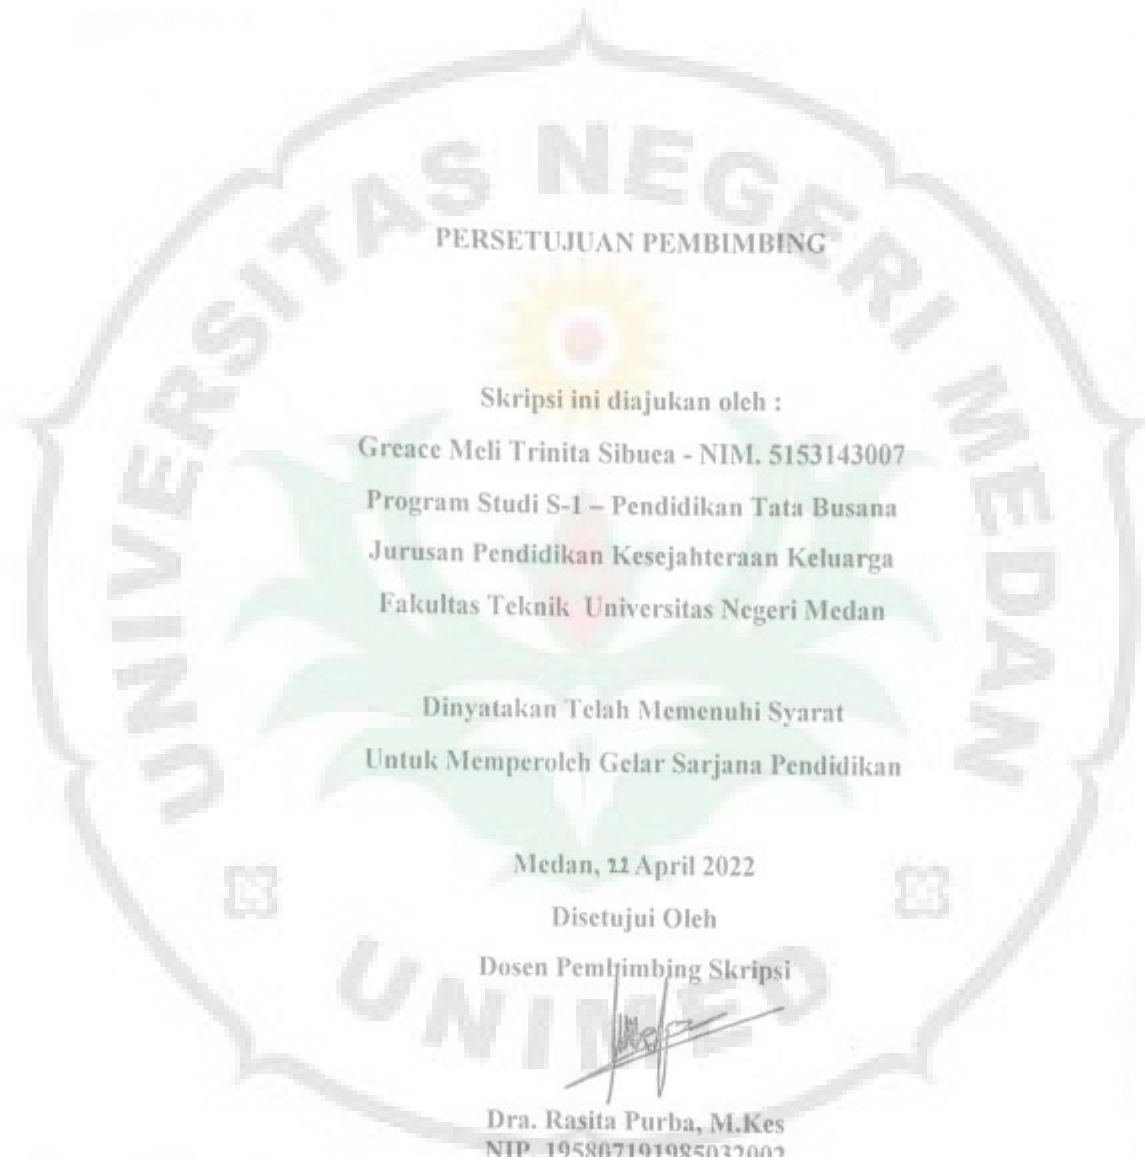 UNIVERSITAS NEGERI MEDAN
PERSETUJUAN PEMBIMBING
Skripsi ini diajukan oleh :
Greace Meli Trinita Sibuea - NIM. 5153143007
Program Studi S-1 – Pendidikan Tata Busana
Jurusan Pendidikan Kesejahteraan Keluarga
Fakultas Teknik Universitas Negeri Medan
Dinyatakan Telah Memenuhi Syarat
Untuk Memperoleh Gelar Sarjana Pendidikan
Medan, 22 April 2022
Disetujui Oleh
Dosen Pembimbing Skripsi
UNIMED
Dra. Rasita Purba, M.Kes
NIP. 195807191985032002